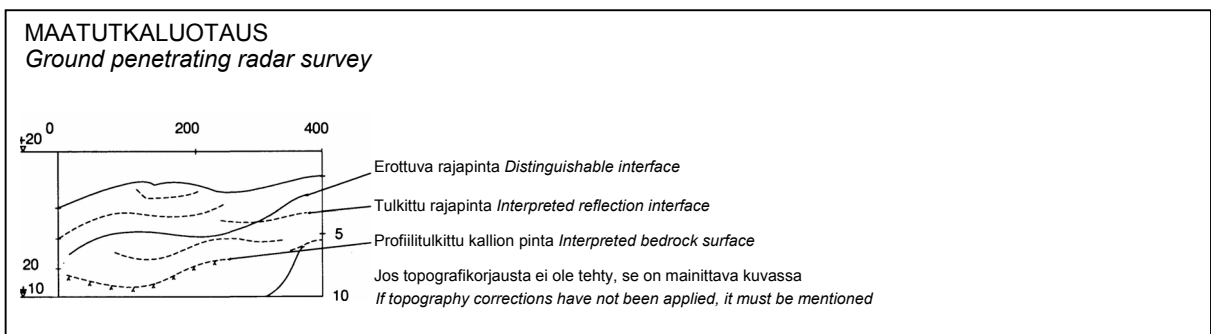 MAATUTKALUOTAUS
Ground penetrating radar survey
0 200 400
+20
Erottuva rajapinta Distinguishable interface
Tulkittu rajapinta Interpreted reflection interface
5
Profiilitulkittu kallion pinta Interpreted bedrock surface
20
Jos topografikorjausta ei ole tehty, se on mainittava kuvassa
+10
10
If topography corrections have not been applied, it must be mentioned